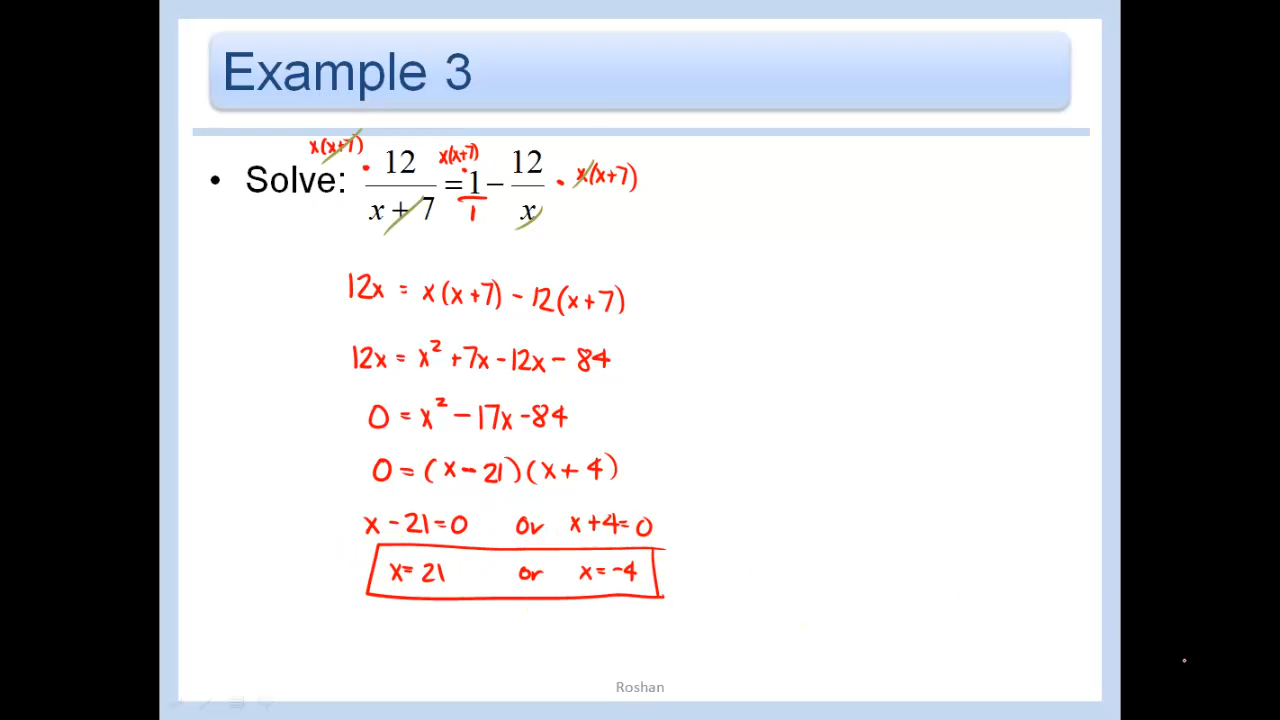 Example 3
x(x+7) x(x+7)
• Solve: 12/(x + 7) = 1/1 − 12/x • x(x+7)
12x = x(x+7) - 12(x+7)
12x = x² + 7x - 12x - 84
0 = x² - 17x - 84
0 = (x - 21)(x + 4)
x - 21 = 0 or x + 4 = 0
x = 21 or x = -4
Roshan